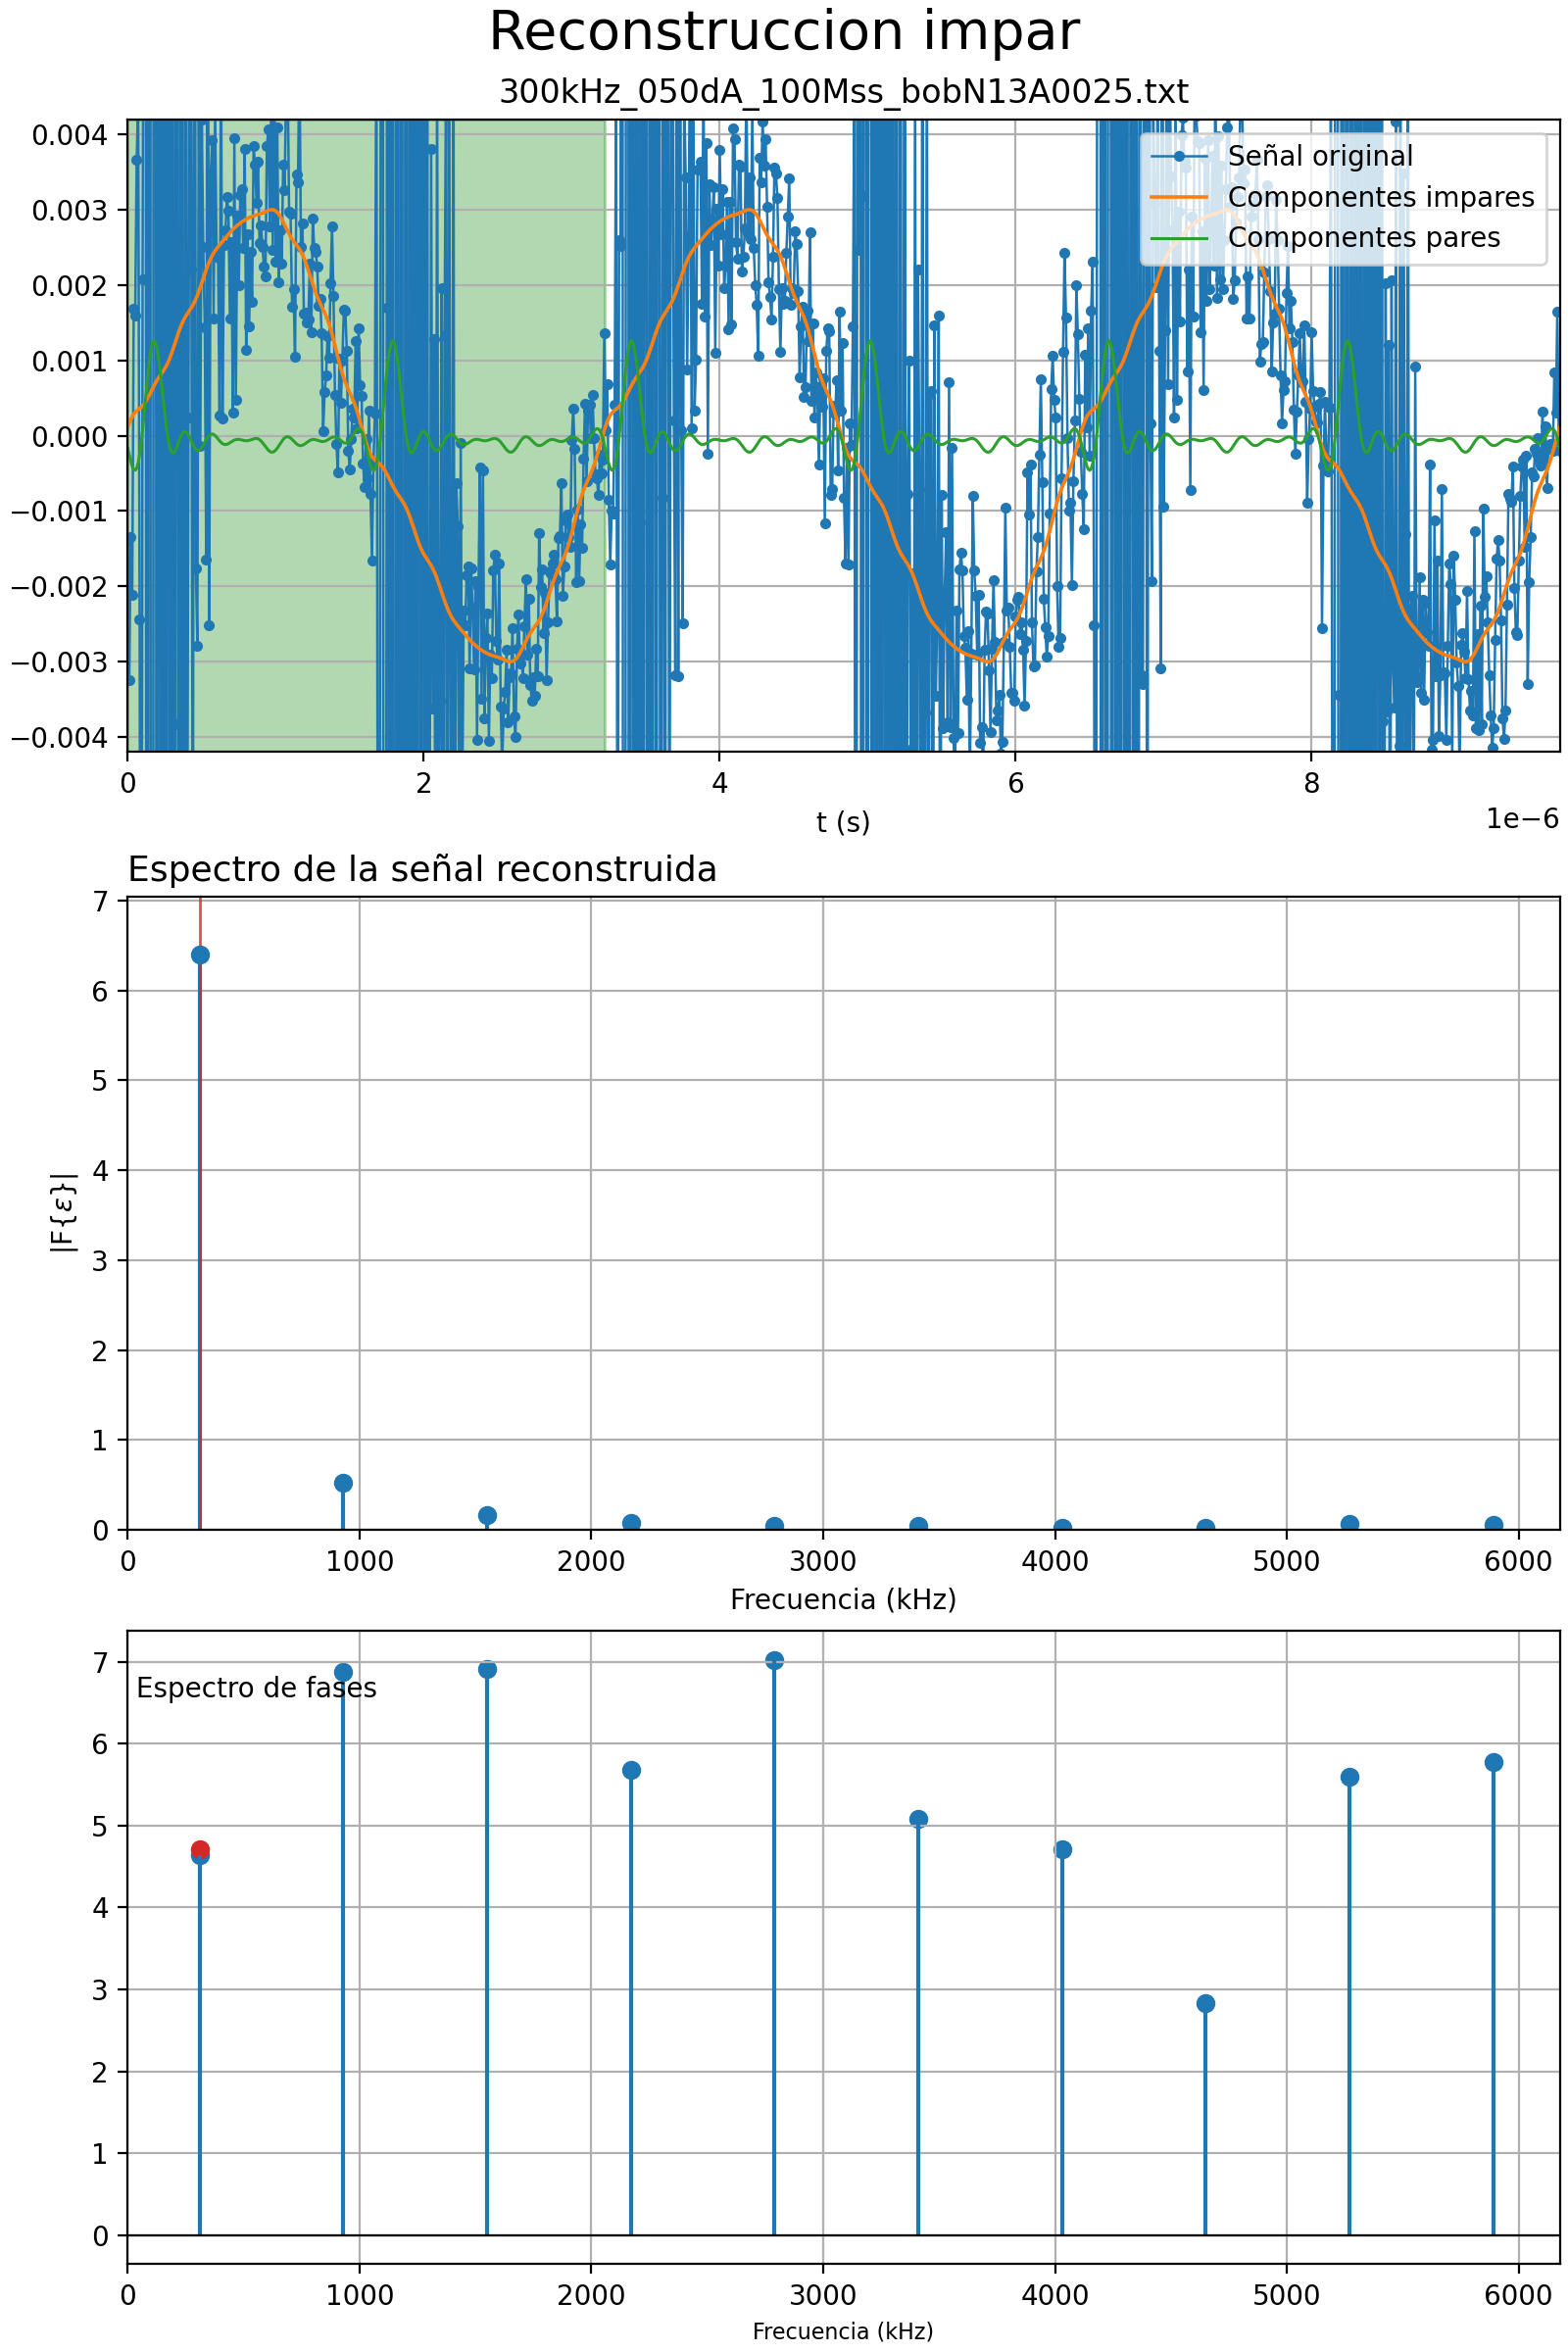 Reconstruccion impar
300kHz_050dA_100Mss_bobN13A0025.txt
0.004
0.003
0.002
0.001
0.000
−0.001
−0.002
−0.003
−0.004
Señal original
Componentes impares
Componentes pares
0 2 4 6 8
1e−6
t (s)
Espectro de la señal reconstruida
7
6
5
4
3
2
1
0
|F{ε}|
0 1000 2000 3000 4000 5000 6000
Frecuencia (kHz)
Espectro de fases
7
6
5
4
3
2
1
0
0 1000 2000 3000 4000 5000 6000
Frecuencia (kHz)